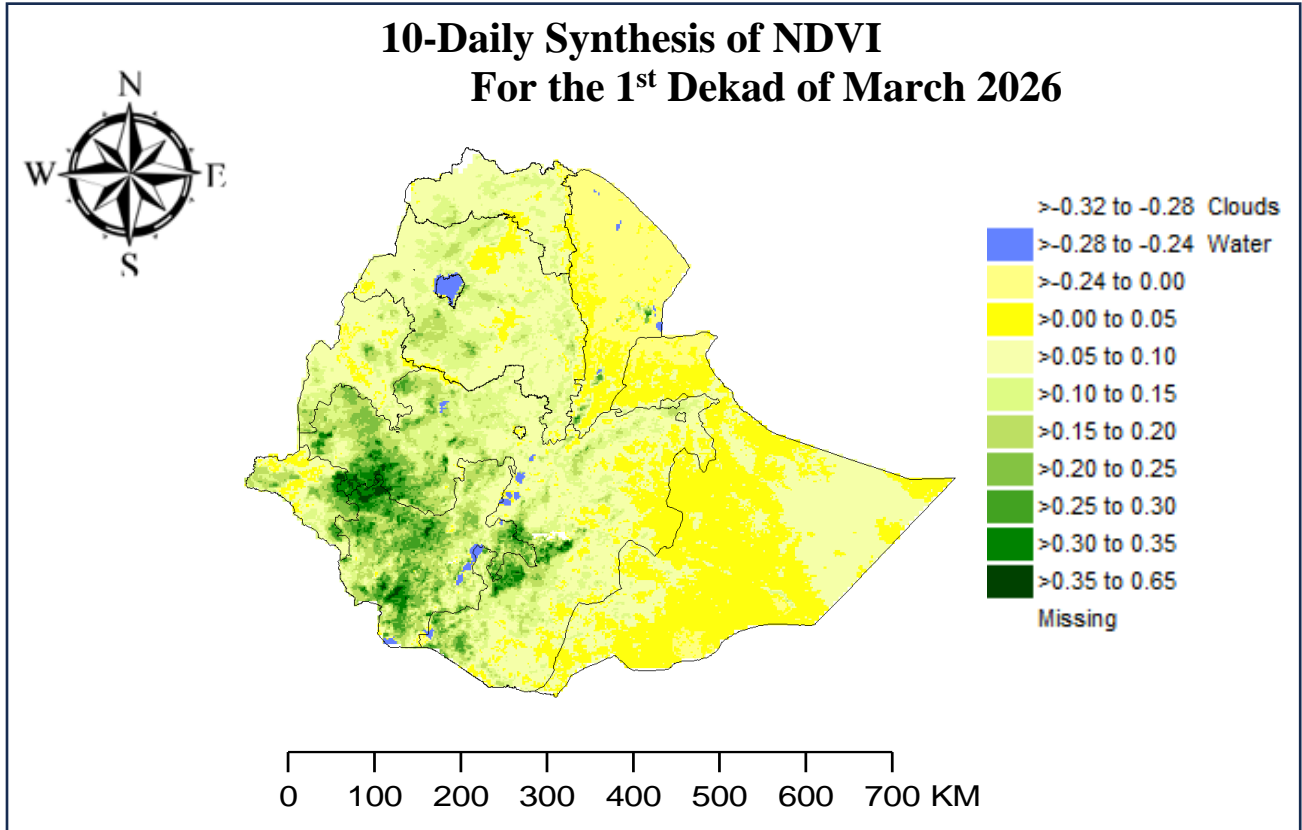 10-Daily Synthesis of NDVI
For the 1st Dekad of March 2026
N
W E
S
>-0.32 to -0.28 Clouds
>-0.28 to -0.24 Water
>-0.24 to 0.00
>0.00 to 0.05
>0.05 to 0.10
>0.10 to 0.15
>0.15 to 0.20
>0.20 to 0.25
>0.25 to 0.30
>0.30 to 0.35
>0.35 to 0.65
Missing
0 100 200 300 400 500 600 700 KM